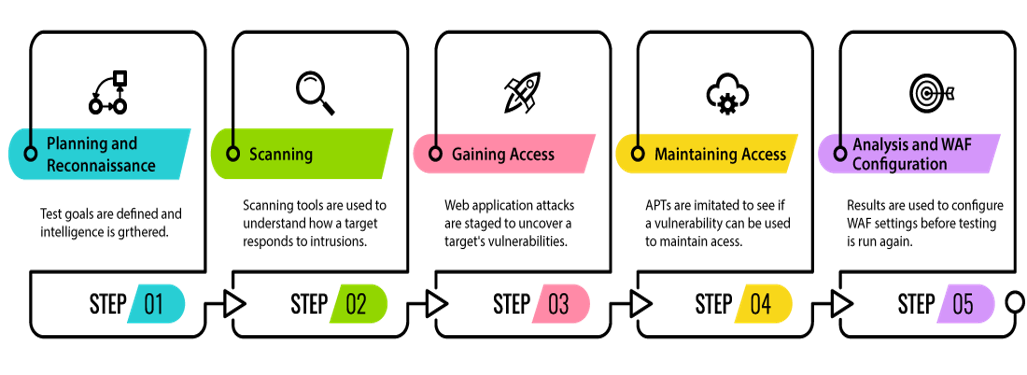 Planning and
Reconnaissance
Test goals are defined and
intelligence is grthered.
STEP 01
Scanning
Scanning tools are used to
understand how a target
responds to intrusions.
STEP 02
Gaining Access
Web application attacks
are staged to uncover a
target's vulnerabilities.
STEP 03
Maintaining Access
APTs are imitated to see if
a vulnerability can be used
to maintain acess.
STEP 04
Analysis and WAF
Configuration
Results are used to configure
WAF settings before testing
is run again.
STEP 05